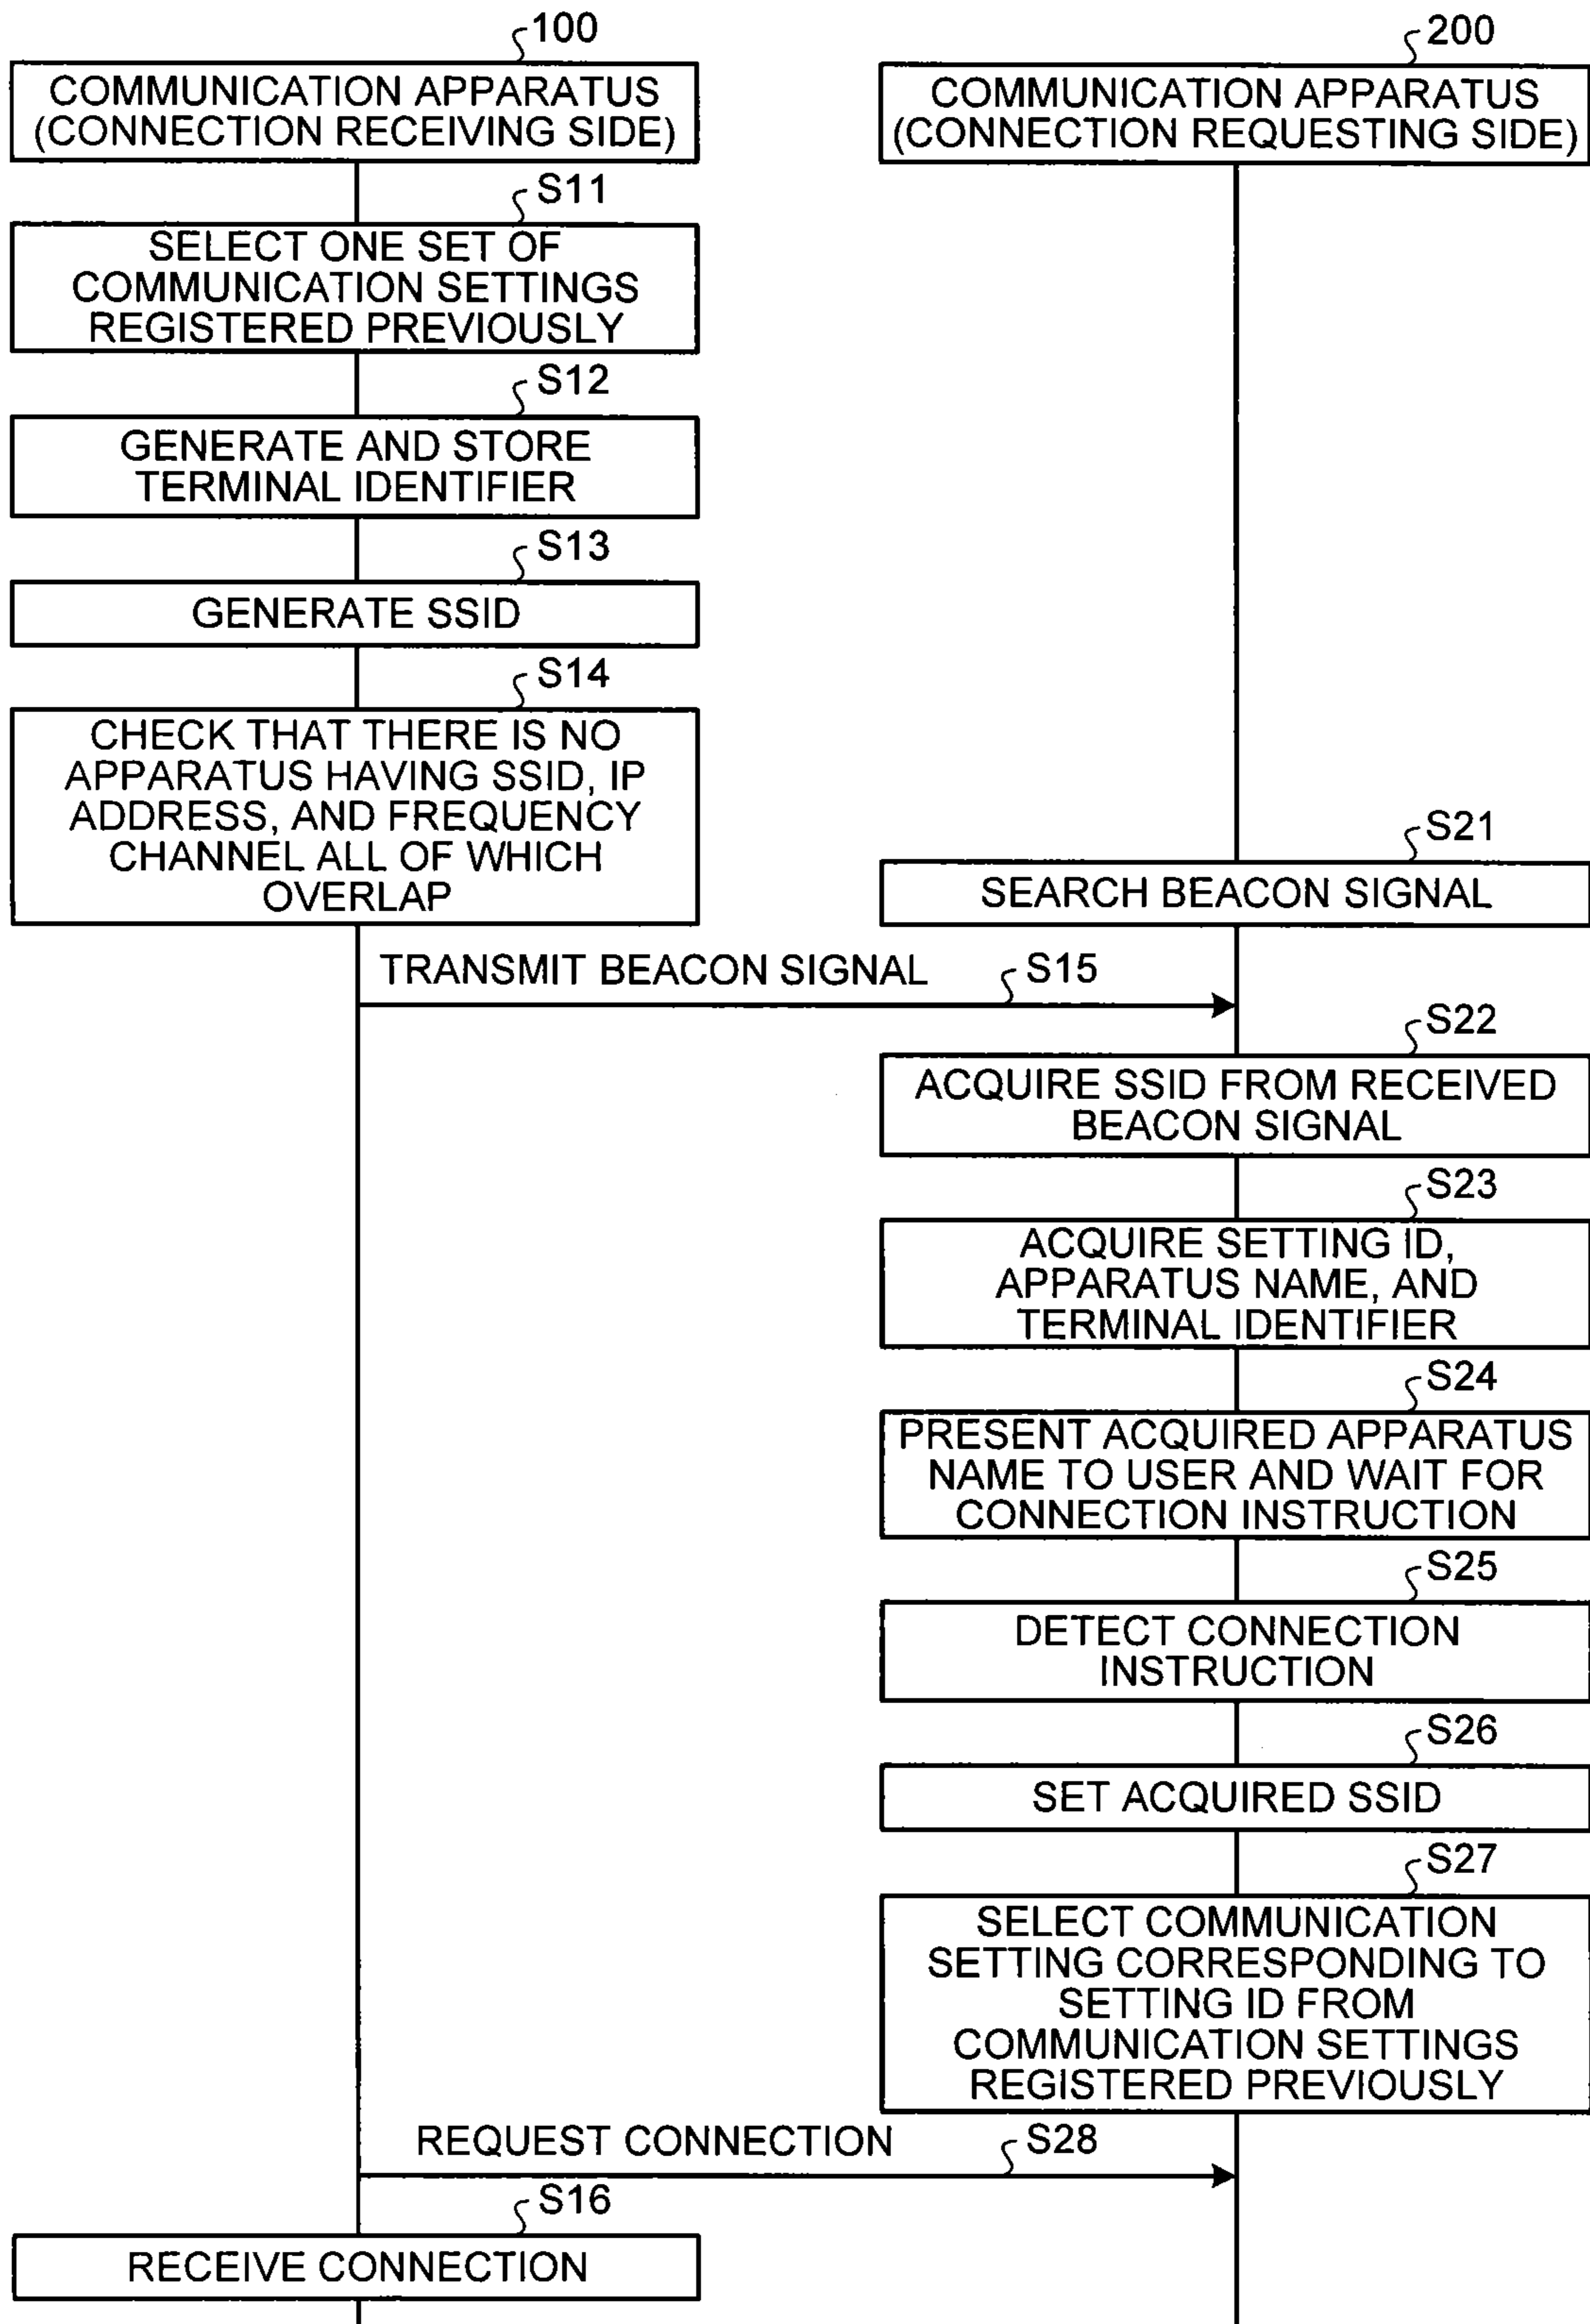 100
COMMUNICATION APPARATUS
(CONNECTION RECEIVING SIDE)
200
COMMUNICATION APPARATUS
(CONNECTION REQUESTING SIDE)
S11
SELECT ONE SET OF
COMMUNICATION SETTINGS
REGISTERED PREVIOUSLY
S12
GENERATE AND STORE
TERMINAL IDENTIFIER
S13
GENERATE SSID
S14
CHECK THAT THERE IS NO
APPARATUS HAVING SSID, IP
ADDRESS, AND FREQUENCY
CHANNEL ALL OF WHICH
OVERLAP
S21
SEARCH BEACON SIGNAL
TRANSMIT BEACON SIGNAL
S15
S22
ACQUIRE SSID FROM RECEIVED
BEACON SIGNAL
S23
ACQUIRE SETTING ID,
APPARATUS NAME, AND
TERMINAL IDENTIFIER
S24
PRESENT ACQUIRED APPARATUS
NAME TO USER AND WAIT FOR
CONNECTION INSTRUCTION
S25
DETECT CONNECTION
INSTRUCTION
S26
SET ACQUIRED SSID
S27
SELECT COMMUNICATION
SETTING CORRESPONDING TO
SETTING ID FROM
COMMUNICATION SETTINGS
REGISTERED PREVIOUSLY
REQUEST CONNECTION
S28
S16
RECEIVE CONNECTION